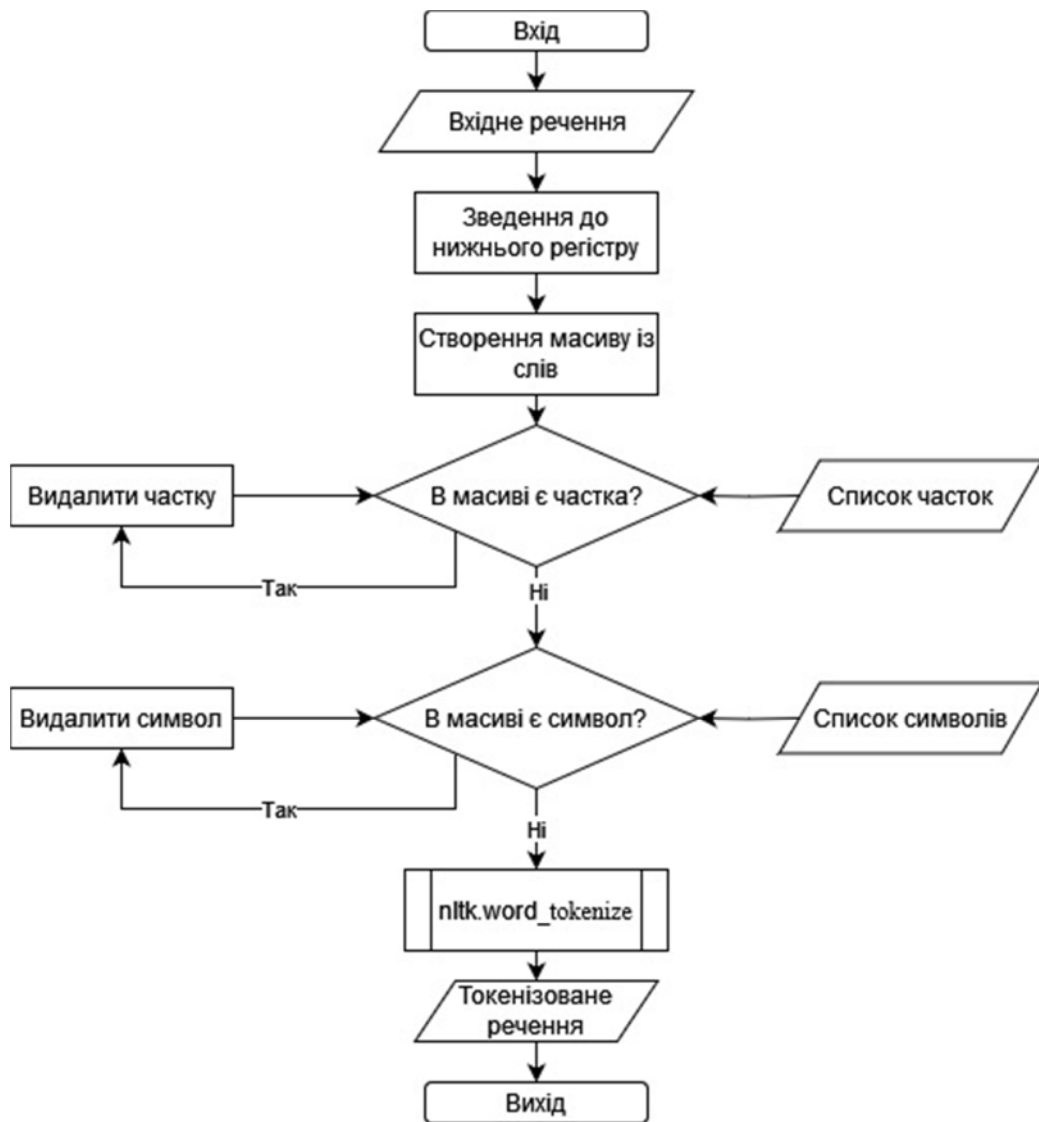 Вхід
Вхідне речення
Зведення до
нижнього регістру
Створення масиву із
слів
Видалити частку
В масиві є частка?
Список часток
Так
Ні
Видалити символ
В масиві є символ?
Список символів
Так
Ні
nltk.word_tokenize
Токенізоване
речення
Вихід